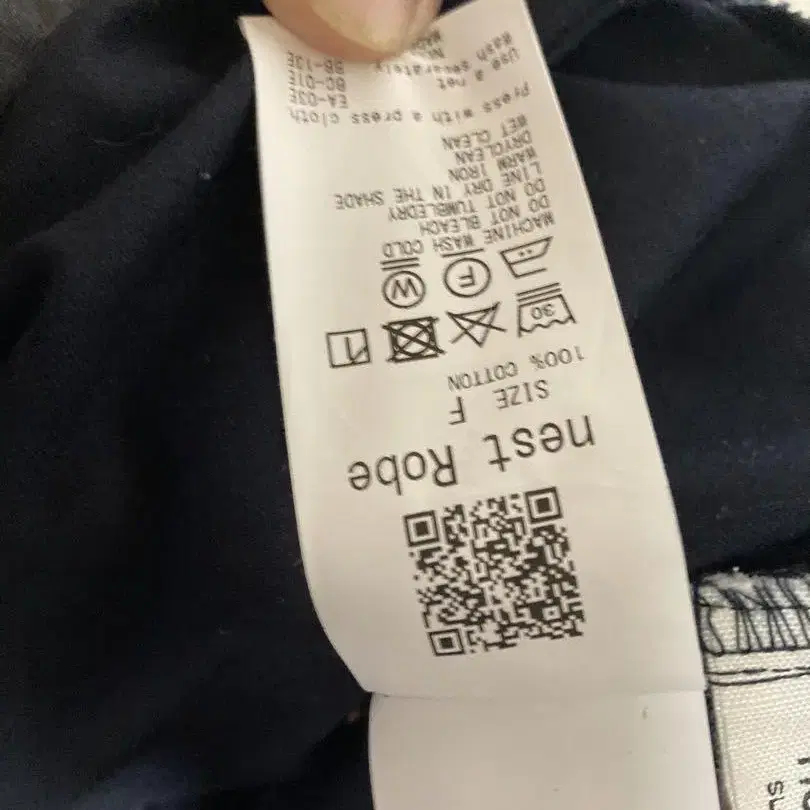 nest Robe
SIZE F
100% COTTON
30
F W
MACHINE WASH COLD
DO NOT BLEACH
DO NOT TUMBLEDRY
LINE DRY IN THE SHADE
WARM IRON
DRYCLEAN
WET CLEAN
Press with a press cloth
Use a net
Wash separately
EA-03E
BC-01E
BB-13E